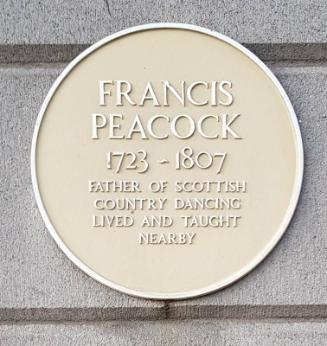 FRANCIS
PEACOCK
1723 - 1807
FATHER OF SCOTTISH
COUNTRY DANCING
LIVED AND TAUGHT
NEARBY